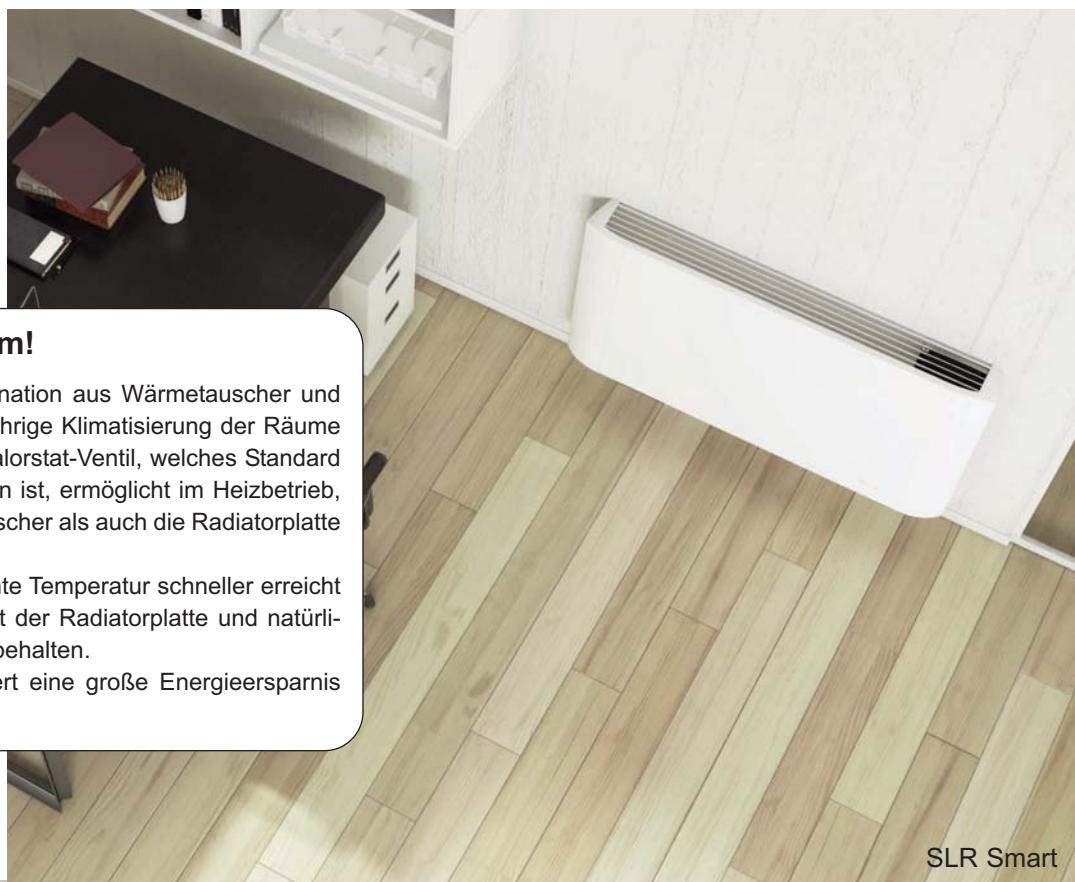 m!
nation aus Wärmetauscher und
hrige Klimatisierung der Räume
alorstat-Ventil, welches Standard
n ist, ermöglicht im Heizbetrieb,
scher als auch die Radiatorplatte
te Temperatur schneller erreicht
t der Radiatorplatte und natürli-
behalten.
ert eine große Energieersparnis
SLR Smart